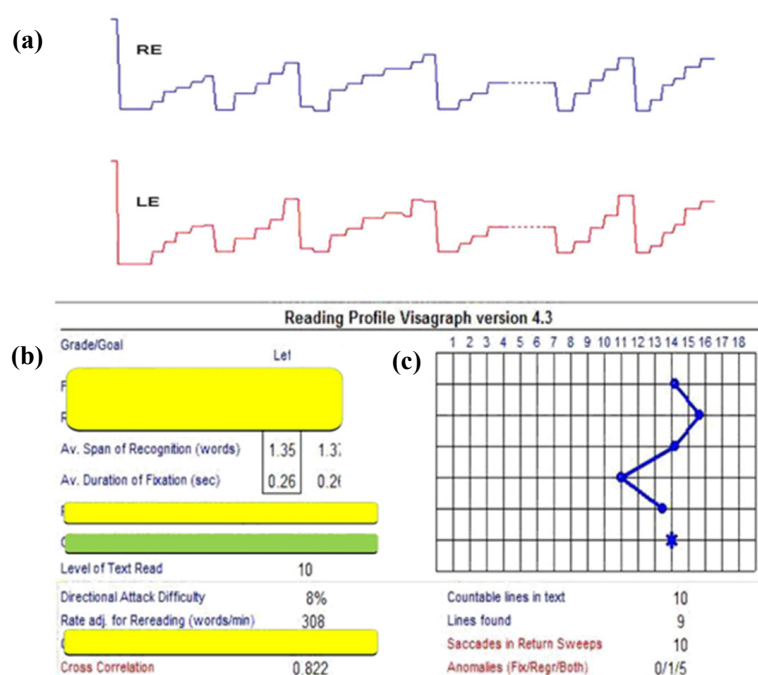 (a)
RE
LE
Reading Profile Visagraph version 4.3
(b)
Grade/Goal
Lef
Av. Span of Recognition (words) 1.35 1.3
Av. Duration of Fixation (sec) 0.26 0.26
Level of Text Read 10
Directional Attack Difficulty 8%
Rate adj. for Rereading (words/min) 308
Cross Correlation 0.822
(c)
1 2 3 4 5 6 7 8 9 10 11 12 13 14 15 16 17 18
Countable lines in text 10
Lines found 9
Saccades in Return Sweeps 10
Anomalies (Fix/Regr/Both) 0/1/5